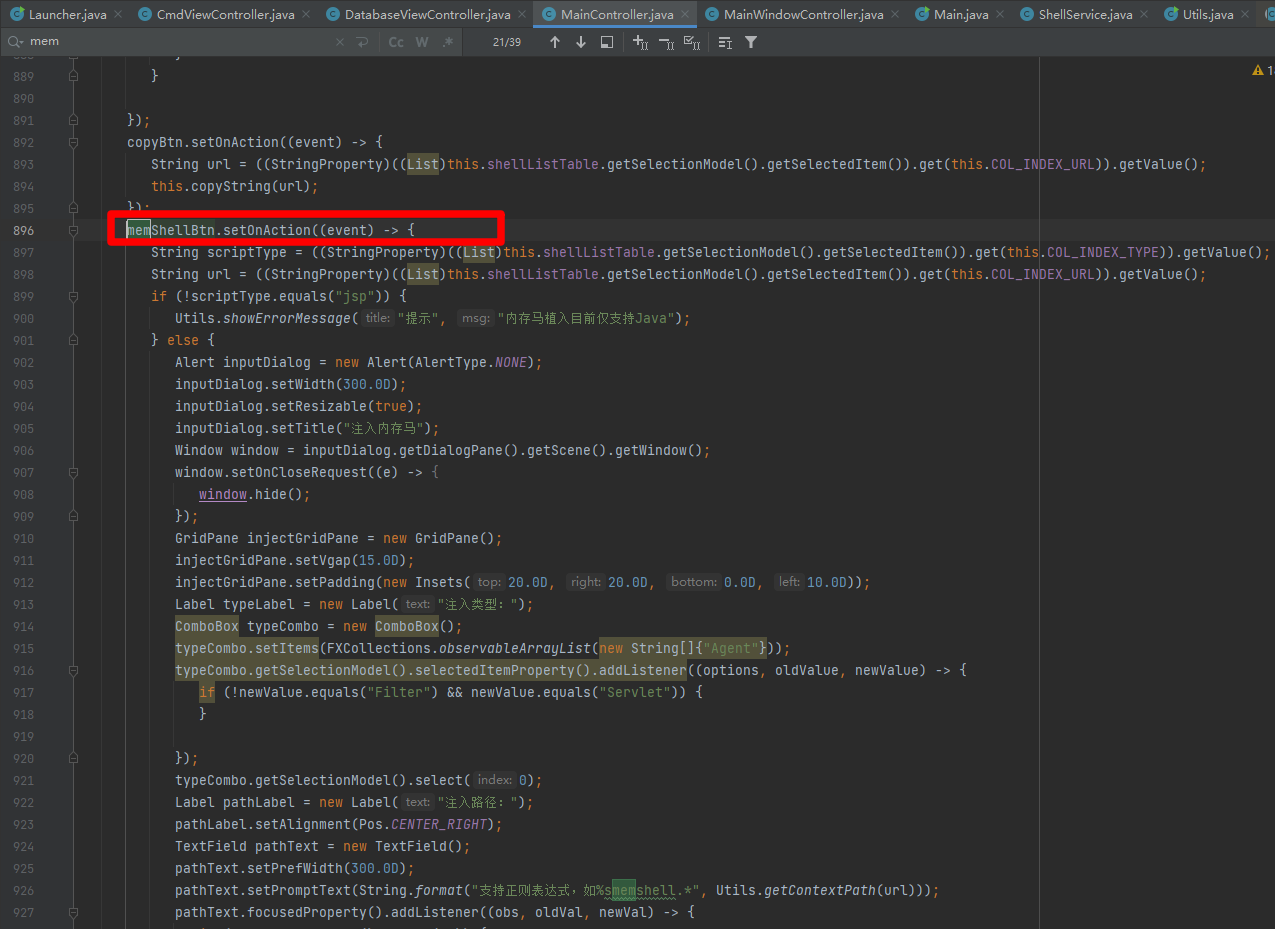 Launcher.java CmdViewController.java DatabaseViewController.java MainController.java MainWindowController.java Main.java ShellService.java Utils.java
mem Cc W .* 21/39
889 }
890
891 });
892 copyBtn.setOnAction((event) -> {
893 String url = ((StringProperty)((List)this.shellListTable.getSelectionModel().getSelectedItem()).get(this.COL_INDEX_URL)).getValue();
894 this.copyString(url);
895 });
896 memShellBtn.setOnAction((event) -> {
897 String scriptType = ((StringProperty)((List)this.shellListTable.getSelectionModel().getSelectedItem()).get(this.COL_INDEX_TYPE)).getValue();
898 String url = ((StringProperty)((List)this.shellListTable.getSelectionModel().getSelectedItem()).get(this.COL_INDEX_URL)).getValue();
899 if (!scriptType.equals("jsp")) {
900 Utils.showErrorMessage( title: "提示", msg: "内存马植入目前仅支持Java");
901 } else {
902 Alert inputDialog = new Alert(AlertType.NONE);
903 inputDialog.setWidth(300.0D);
904 inputDialog.setResizable(true);
905 inputDialog.setTitle("注入内存马");
906 Window window = inputDialog.getDialogPane().getScene().getWindow();
907 window.setOnCloseRequest((e) -> {
908 window.hide();
909 });
910 GridPane injectGridPane = new GridPane();
911 injectGridPane.setVgap(15.0D);
912 injectGridPane.setPadding(new Insets( top: 20.0D, right: 20.0D, bottom: 0.0D, left: 10.0D));
913 Label typeLabel = new Label( text: "注入类型：");
914 ComboBox typeCombo = new ComboBox();
915 typeCombo.setItems(FXCollections.observableArrayList(new String[]{"Agent"}));
916 typeCombo.getSelectionModel().selectedItemProperty().addListener((options, oldValue, newValue) -> {
917 if (!newValue.equals("Filter") && newValue.equals("Servlet")) {
918 }
919
920 });
921 typeCombo.getSelectionModel().select( index: 0);
922 Label pathLabel = new Label( text: "注入路径：");
923 pathLabel.setAlignment(Pos.CENTER_RIGHT);
924 TextField pathText = new TextField();
925 pathText.setPrefWidth(300.0D);
926 pathText.setPromptText(String.format("支持正则表达式，如%smemshell.*", Utils.getContextPath(url)));
927 pathText.focusedProperty().addListener((obs, oldVal, newVal) -> {